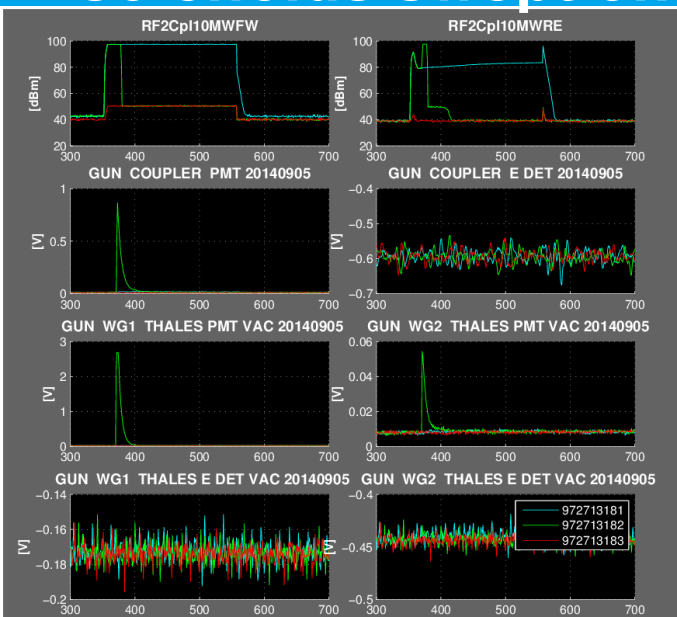 RF2Cpl10MWFW
[dBm]
100
80
60
40
20
300 400 500 600 700
RF2Cpl10MWRE
[dBm]
100
80
60
40
20
300 400 500 600 700
GUN COUPLER PMT 20140905
[V]
1
0.5
0
300 400 500 600 700
GUN COUPLER E DET 20140905
[V]
-0.4
-0.5
-0.6
-0.7
300 400 500 600 700
GUN WG1 THALES PMT VAC 20140905
[V]
3
2
1
0
300 400 500 600 700
GUN WG2 THALES PMT VAC 20140905
[V]
0.06
0.04
0.02
0
300 400 500 600 700
GUN WG1 THALES E DET VAC 20140905
[V]
-0.14
-0.16
-0.18
-0.2
300 400 500 600 700
GUN WG2 THALES E DET VAC 20140905
[V]
-0.4
-0.45
-0.5
300 400 500 600 700
972713181
972713182
972713183